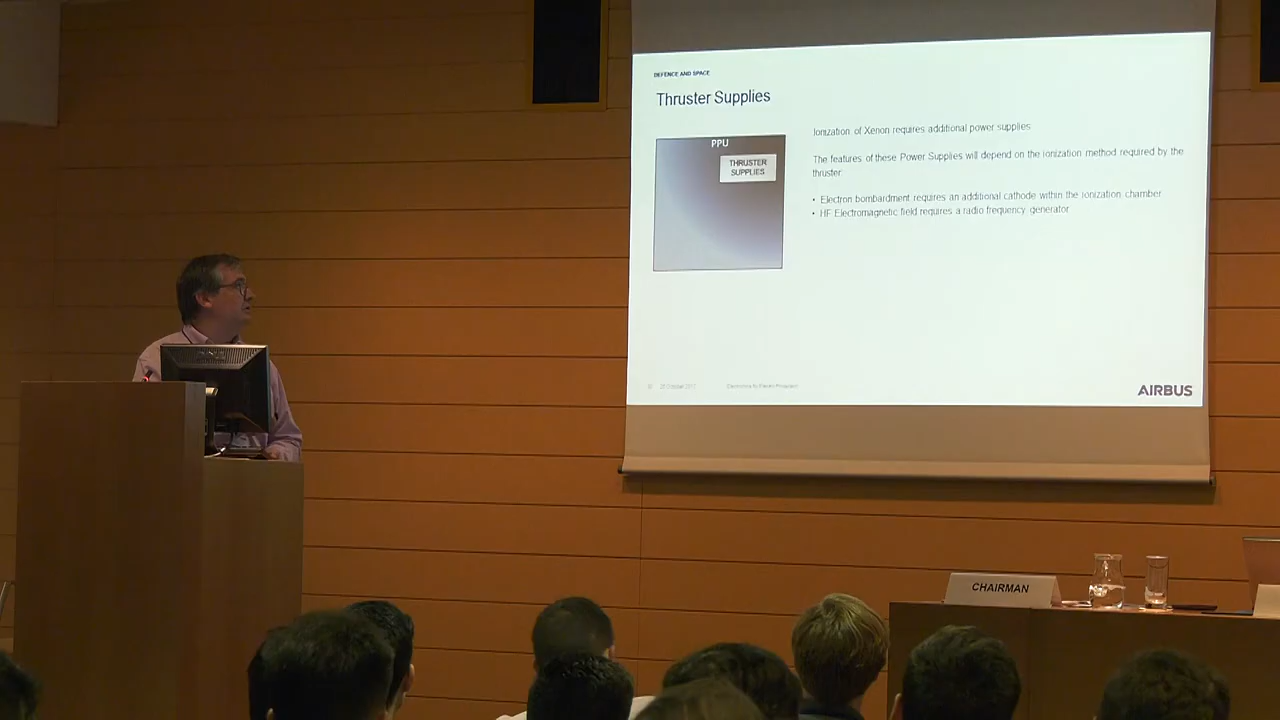 DEFENCE AND SPACE
Thruster Supplies
PPU
THRUSTER
SUPPLIES
Ionization of Xenon requires additional power supplies
The features of these Power Supplies will depend on the ionization method required by the
thruster:
• Electron bombardment requires an additional cathode within the ionization chamber
• HF Electromagnetic field requires a radio frequency generator
AIRBUS
CHAIRMAN